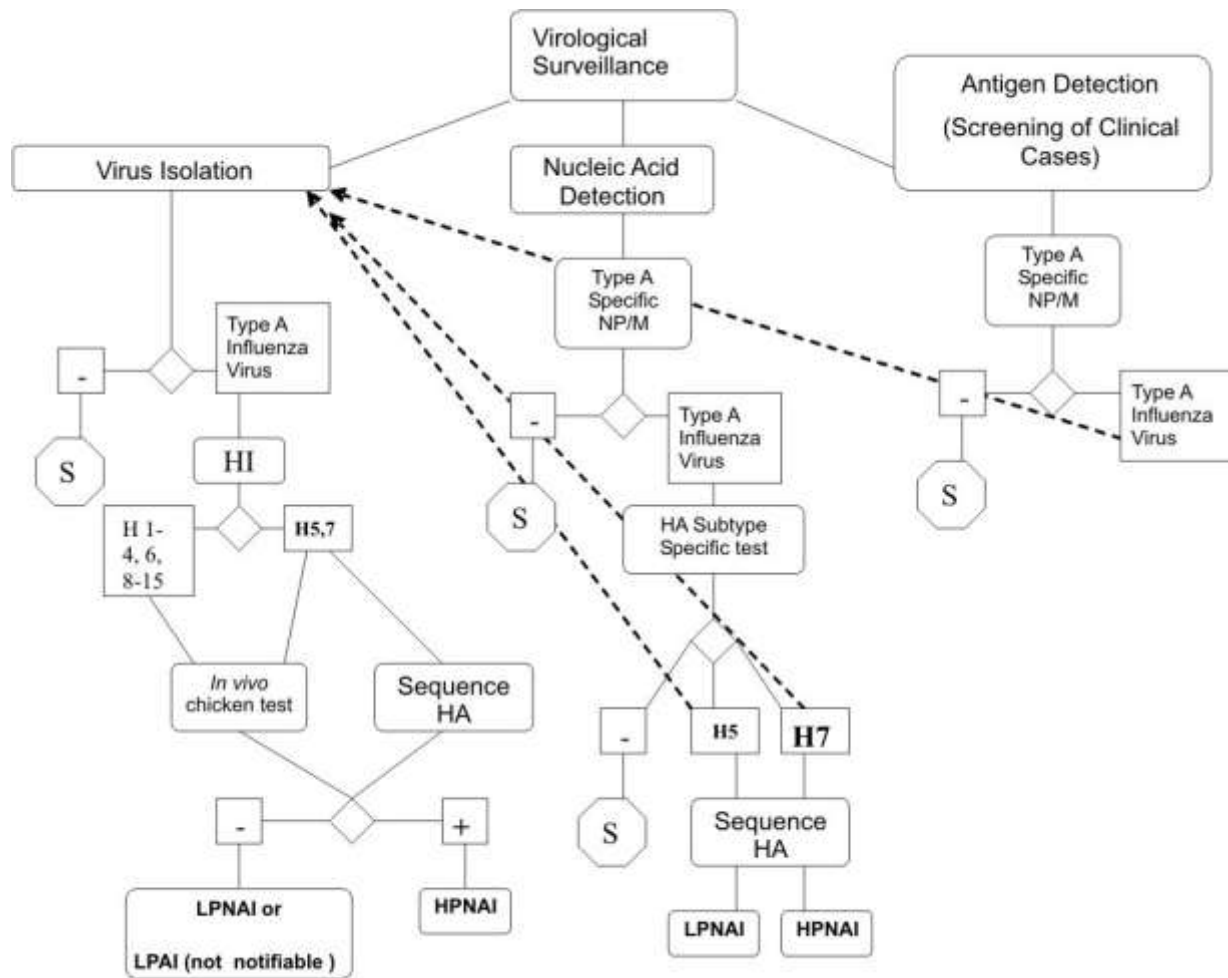 Virological
Surveillance
Antigen Detection
(Screening of Clinical
Cases)
Virus Isolation
Nucleic Acid
Detection
Type A
Specific
NP/M
Type A
Specific
NP/M
-
Type A
Influenza
Virus
-
Type A
Influenza
Virus
-
Type A
Influenza
Virus
S
HI
S
S
H 1-
4, 6,
8-15
H5,7
HA Subtype
Specific test
In vivo
chicken test
Sequence
HA
-
H5
H7
-
+
S
Sequence
HA
LPNAI or
LPAI (not notifiable )
HPNAI
LPNAI
HPNAI